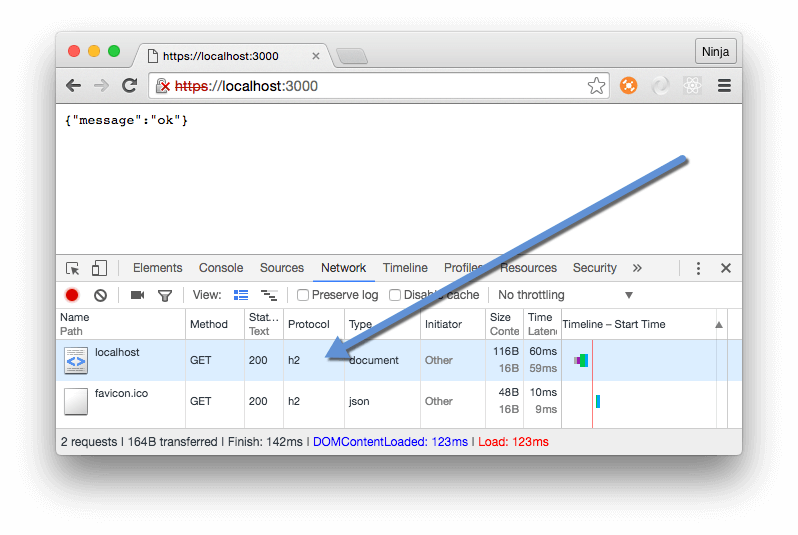 https://localhost:3000
Ninja
https://localhost:3000
{"message":"ok"}
Elements Console Sources Network Timeline Profiles Resources Security »
View: Preserve log Disable cache No throttling
Name Method Stat... Protocol Type Initiator Size Time Timeline – Start Time
Path Text Conte Latenc
localhost GET 200 h2 document Other 116B 60ms
16B 59ms
favicon.ico GET 200 h2 json Other 48B 10ms
16B 9ms
2 requests | 164B transferred | Finish: 142ms | DOMContentLoaded: 123ms | Load: 123ms